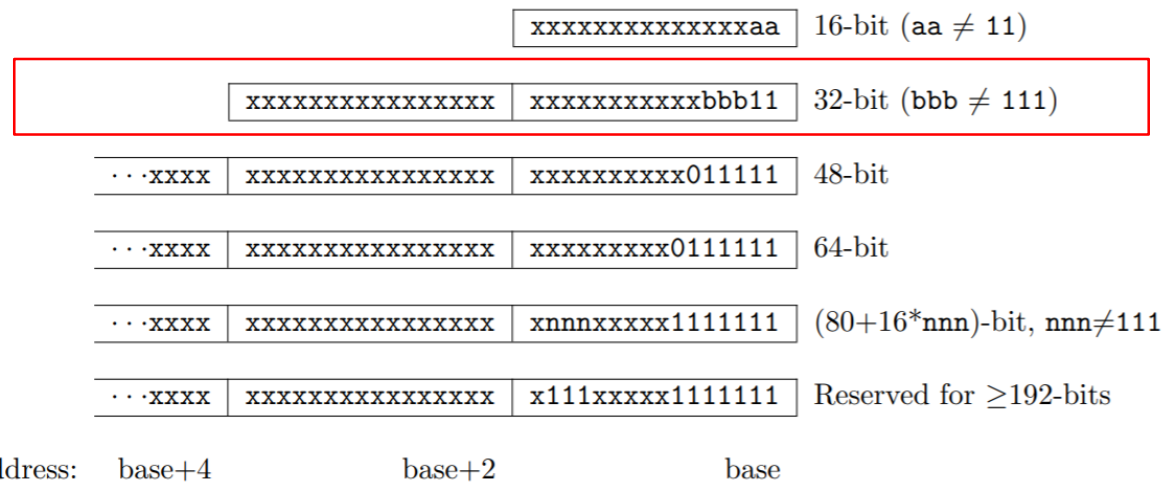 xxxxxxxxxxxxxxaa 16-bit (aa ≠ 11)
xxxxxxxxxxxxxxxx xxxxxxxxxxxbbb11 32-bit (bbb ≠ 111)
···xxxx xxxxxxxxxxxxxxxx xxxxxxxxxx011111 48-bit
···xxxx xxxxxxxxxxxxxxxx xxxxxxxxx0111111 64-bit
···xxxx xxxxxxxxxxxxxxxx xnnnxxxxx1111111 (80+16*nnn)-bit, nnn≠111
···xxxx xxxxxxxxxxxxxxxx x111xxxxx1111111 Reserved for ≥192-bits
ldress: base+4 base+2 base